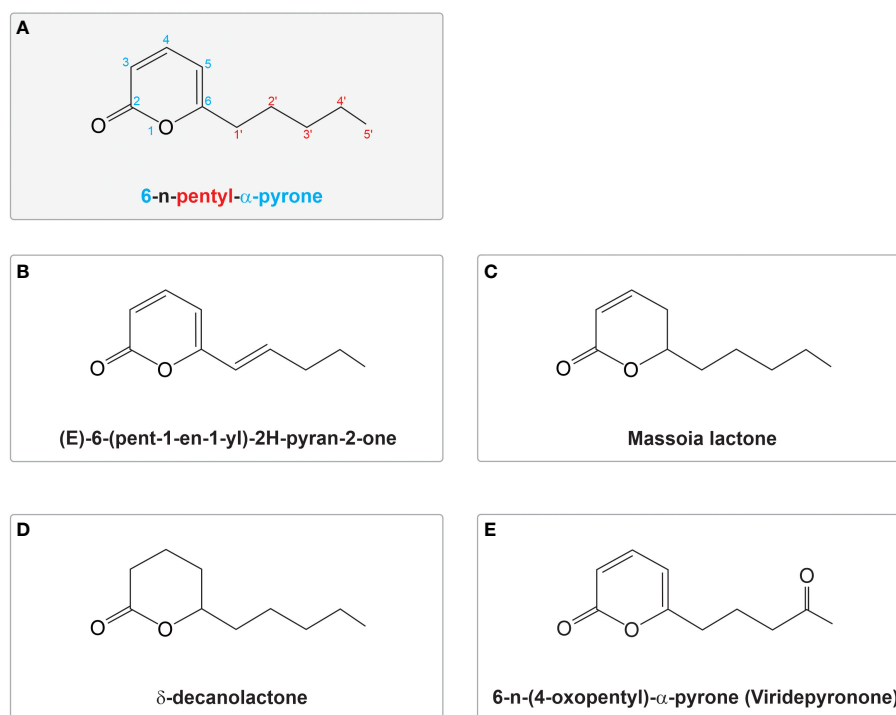 A
4
3
5
2
6
2'
4'
O
1
O
1'
3'
5'
6-n-pentyl-α-pyrone
B
O
O
(E)-6-(pent-1-en-1-yl)-2H-pyran-2-one
C
O
O
Massoia lactone
D
O
O
δ-decanolactone
E
O
O
O
6-n-(4-oxopentyl)-α-pyrone (Viridepyronone)